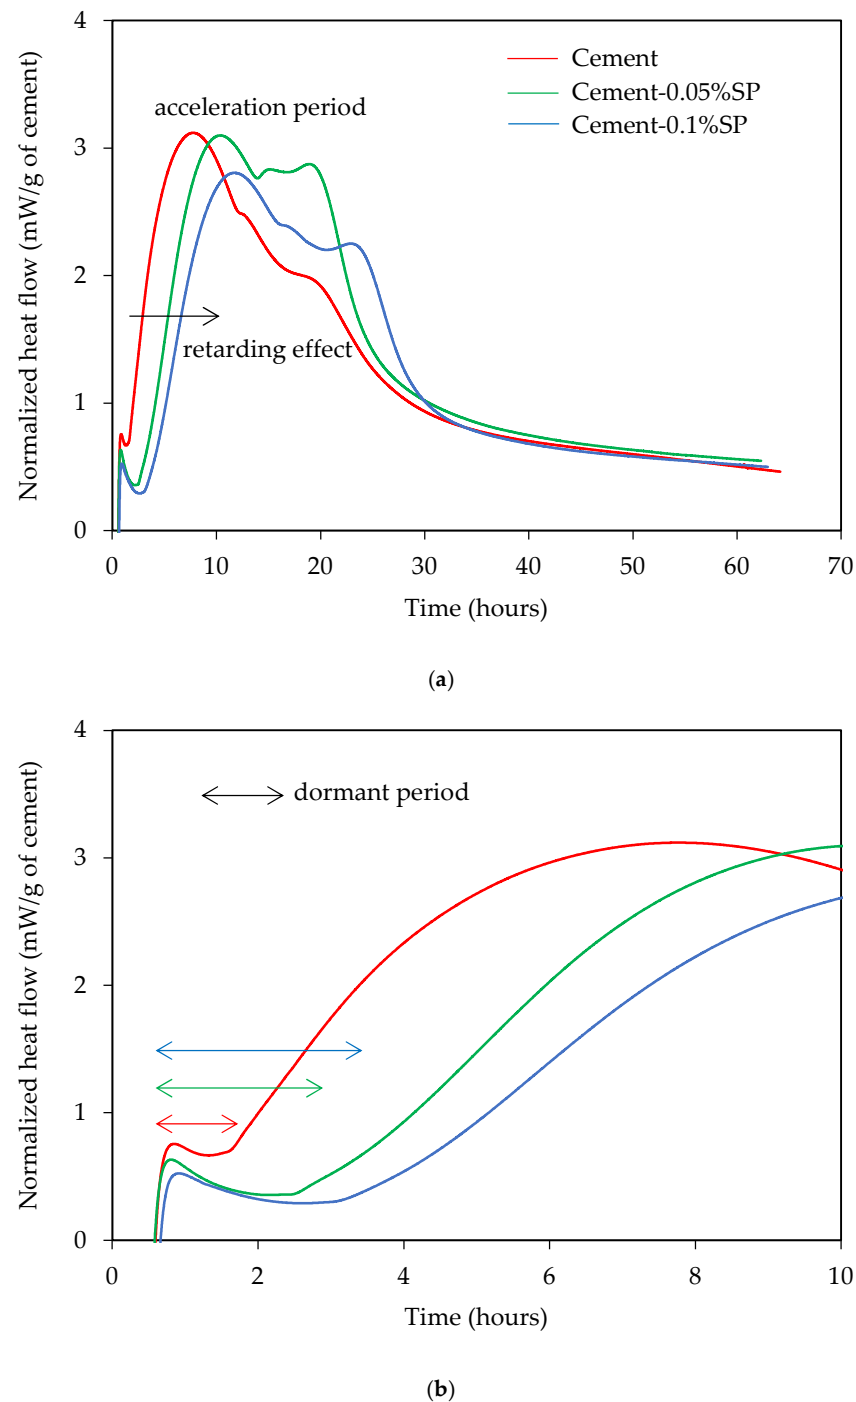 4
3
2
1
0
Normalized heat flow (mW/g of cement)
Cement
Cement-0.05%SP
Cement-0.1%SP
acceleration period
retarding effect
0 10 20 30 40 50 60 70
Time (hours)
(a)
4
3
2
1
0
Normalized heat flow (mW/g of cement)
dormant period
0 2 4 6 8 10
Time (hours)
(b)